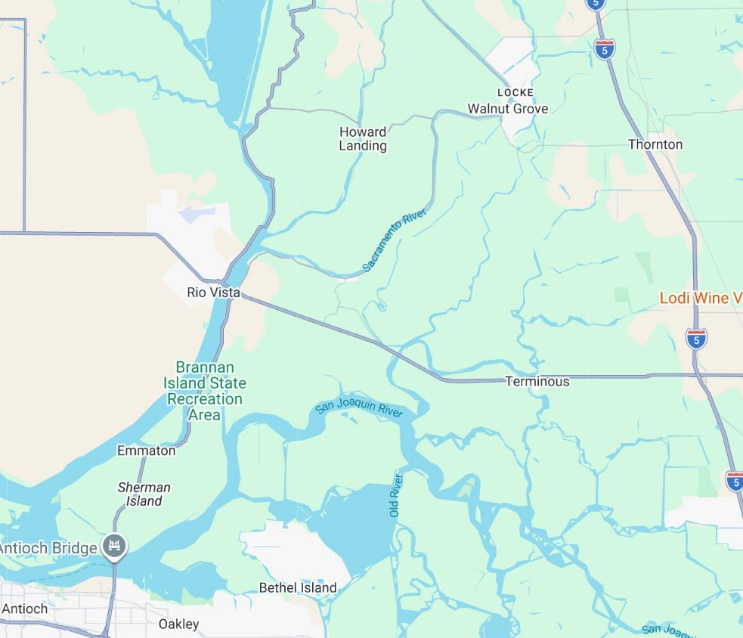 5
5
LOCKE
Walnut Grove
Howard
Landing
Thornton
Sacramento River
Rio Vista
Lodi Wine V
5
Brannan
Island State
Recreation
Area
Terminous
San Joaquin River
Emmaton
5
Sherman
Island
Old River
Antioch Bridge
Bethel Island
Antioch
Oakley
San Joaq